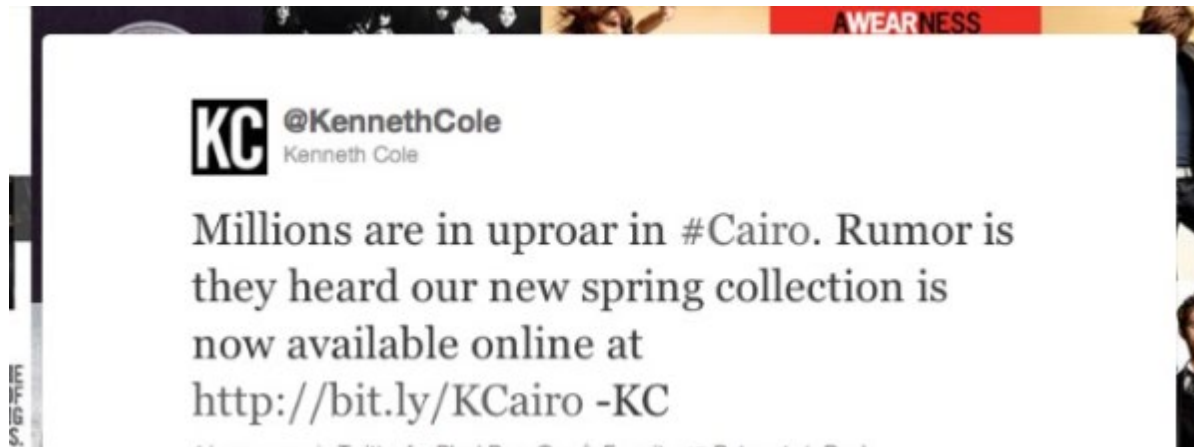 AWEARNESS
KC @KennethCole
Kenneth Cole
Millions are in uproar in #Cairo. Rumor is
they heard our new spring collection is
now available online at
http://bit.ly/KCairo -KC